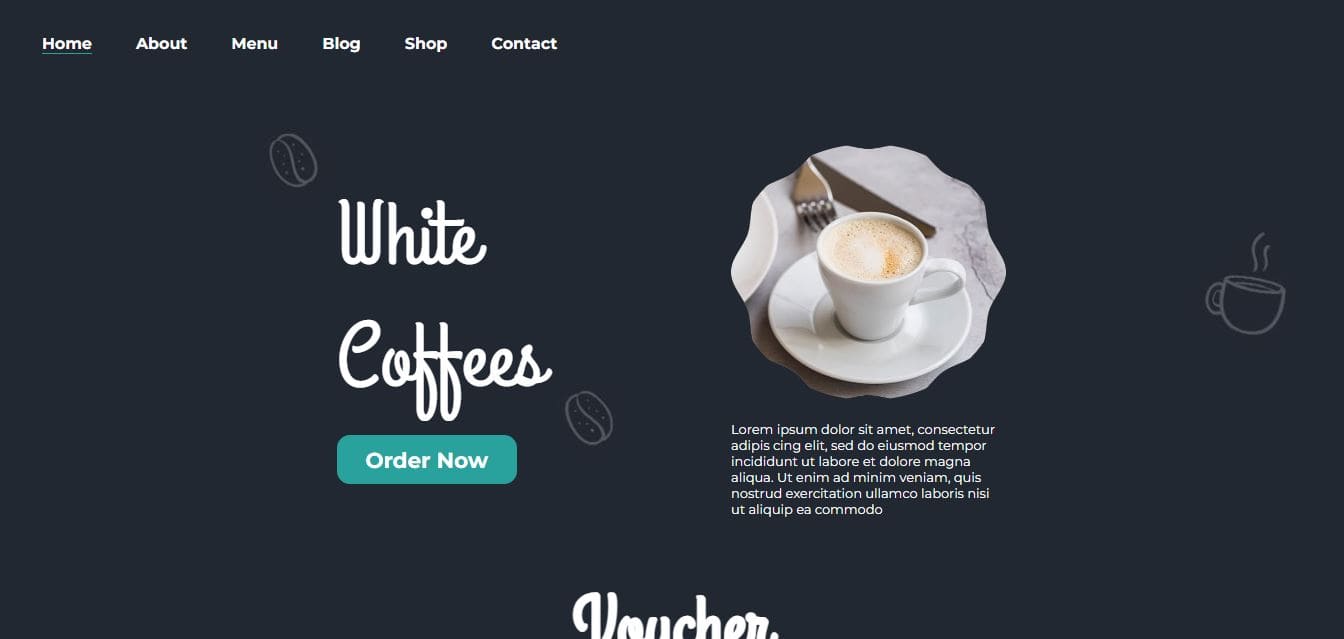 Home About Menu Blog Shop Contact
White
Coffees
Order Now
Lorem ipsum dolor sit amet, consectetur
adipis cing elit, sed do eiusmod tempor
incididunt ut labore et dolore magna
aliqua. Ut enim ad minim veniam, quis
nostrud exercitation ullamco laboris nisi
ut aliquip ea commodo
Voucher